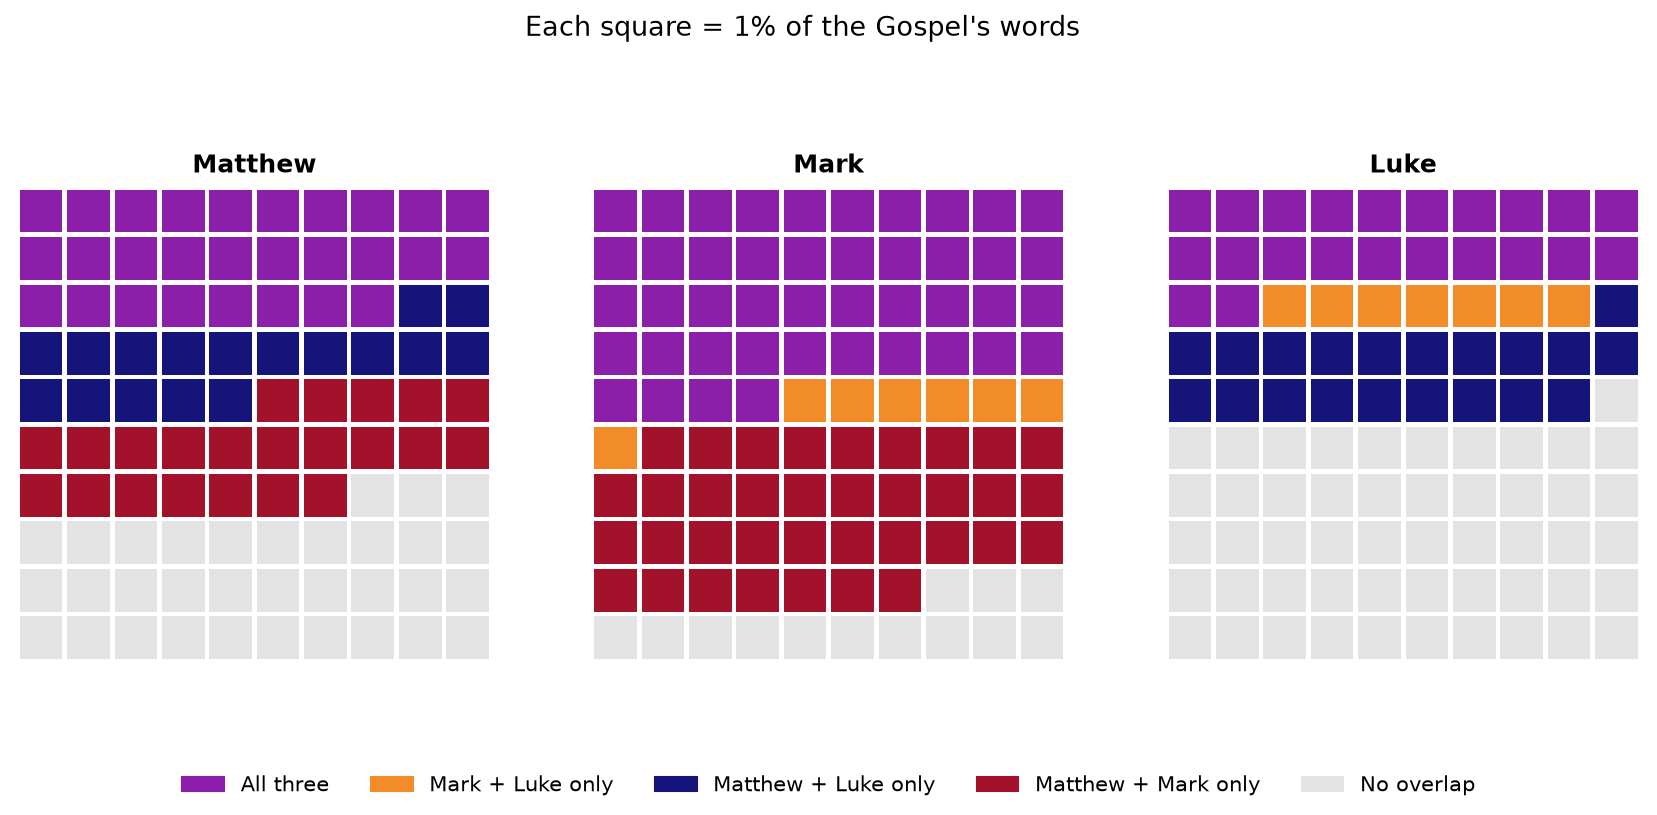 Each square = 1% of the Gospel's words
Matthew
Mark
Luke
All three
Mark + Luke only
Matthew + Luke only
Matthew + Mark only
No overlap